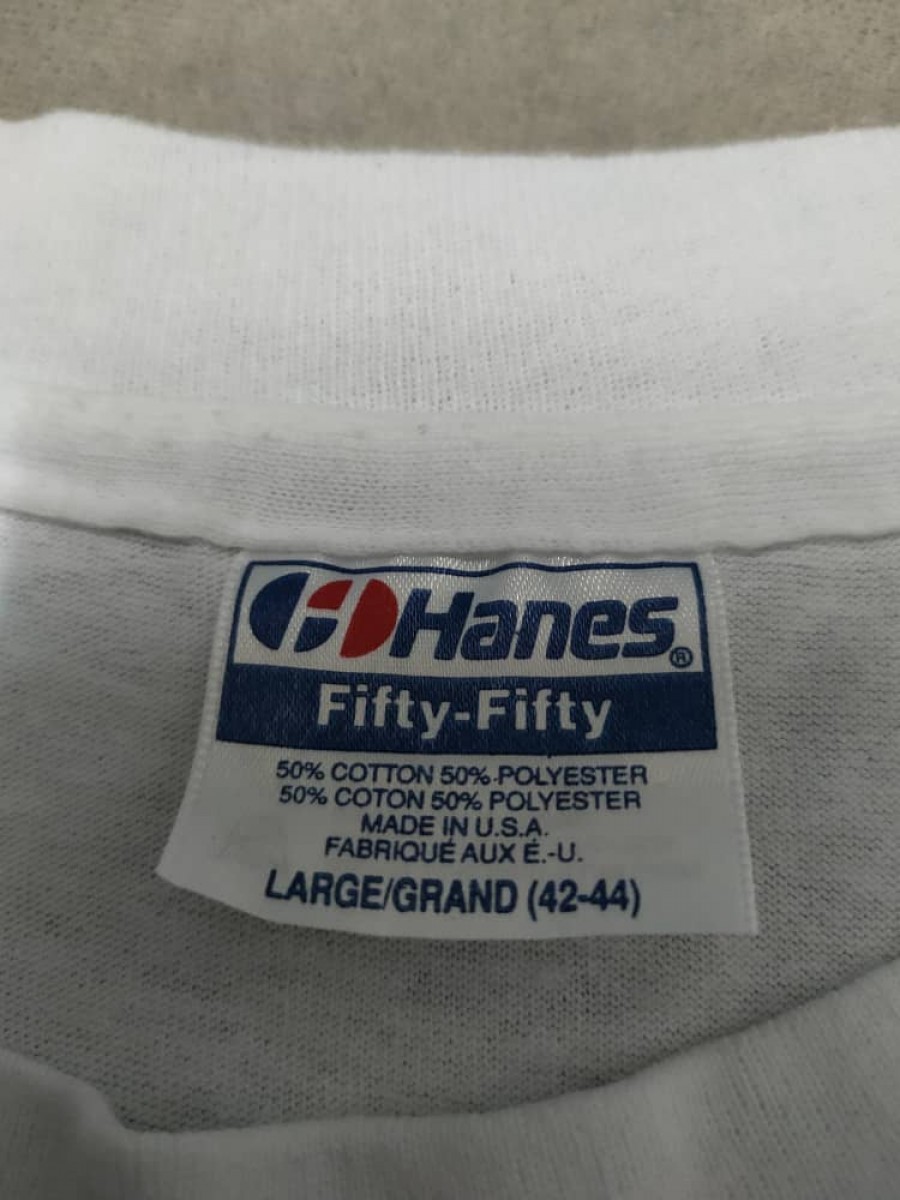 Hanes®
Fifty-Fifty
50% COTTON 50% POLYESTER
50% COTON 50% POLYESTER
MADE IN U.S.A.
FABRIQUÉ AUX É.-U.
LARGE/GRAND (42-44)